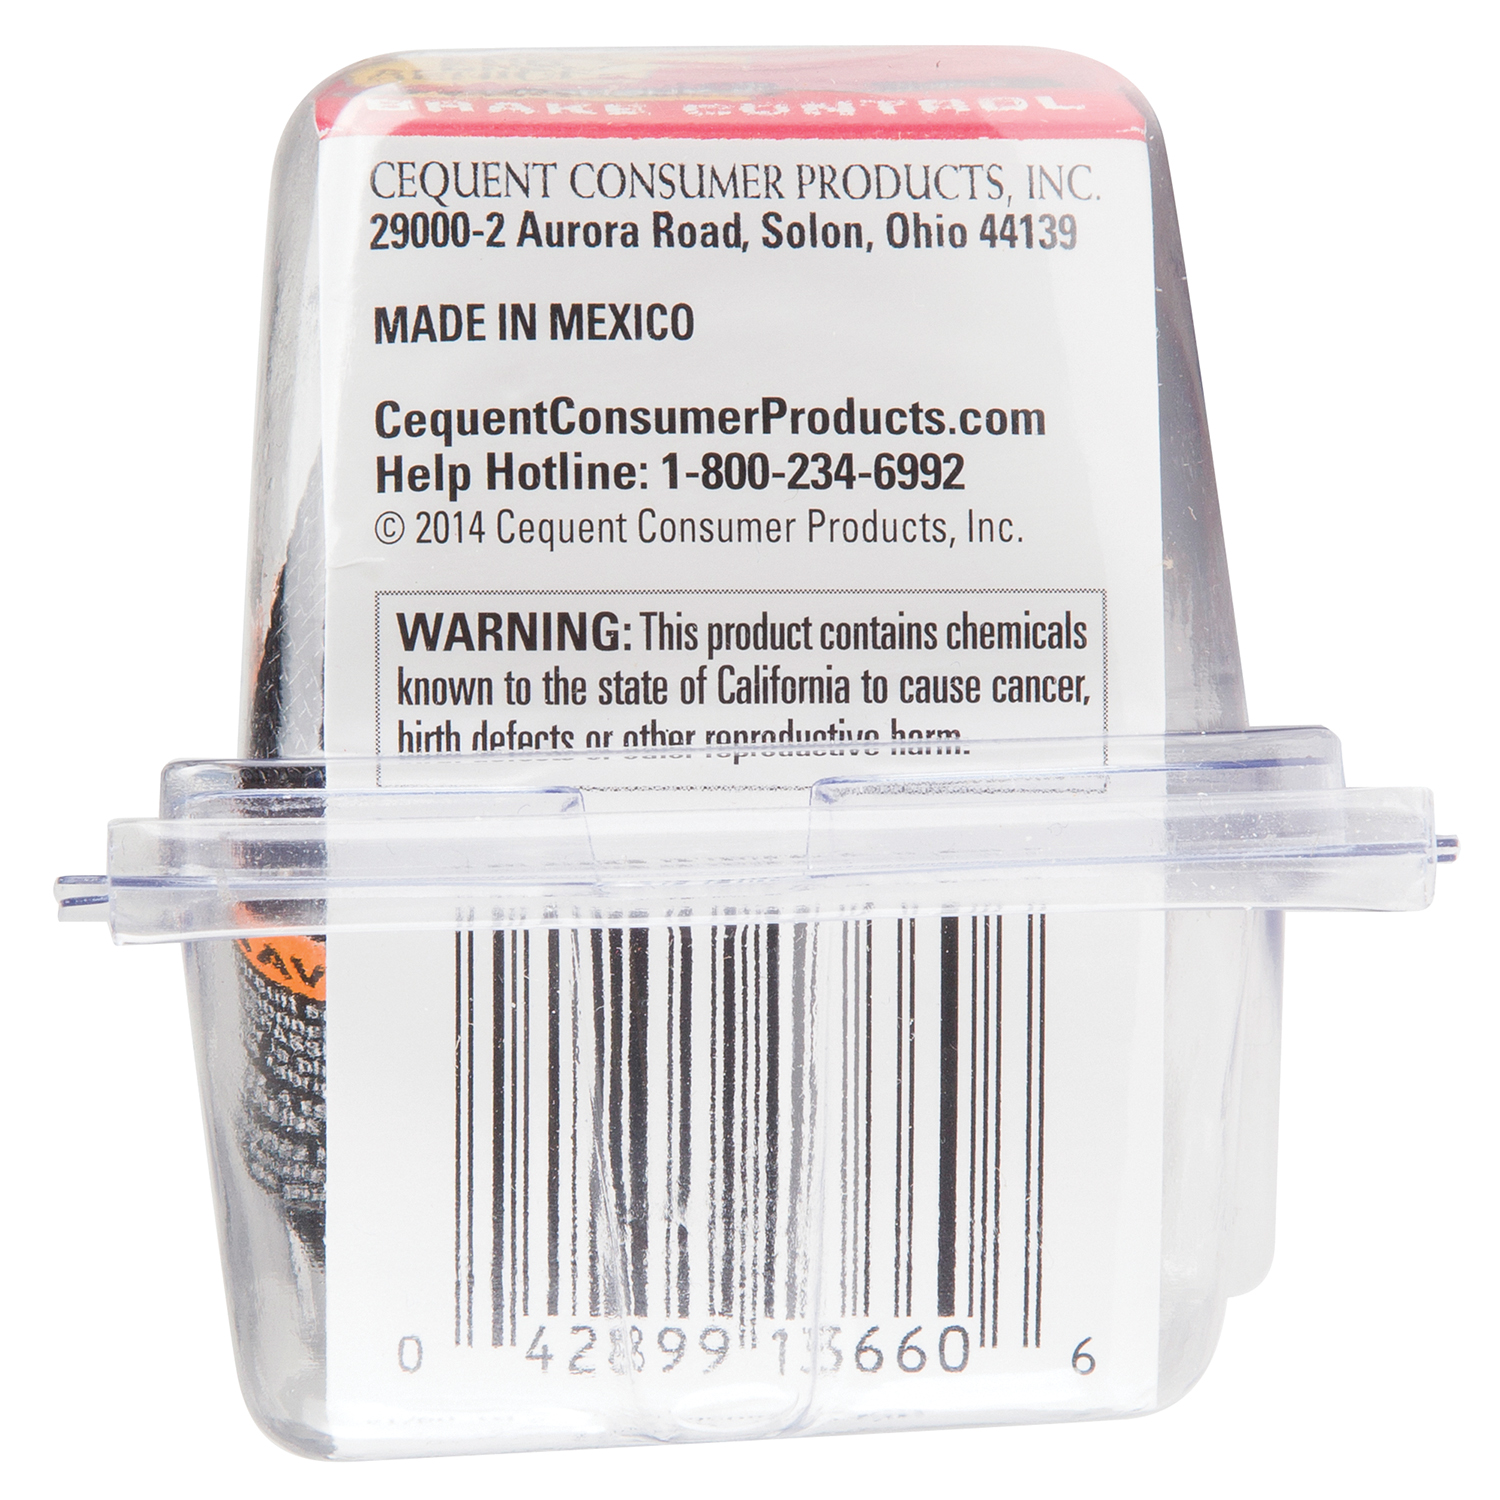 BRAKE CONTROL
CEQUENT CONSUMER PRODUCTS, INC.
29000-2 Aurora Road, Solon, Ohio 44139
MADE IN MEXICO
CequentConsumerProducts.com
Help Hotline: 1-800-234-6992
© 2014 Cequent Consumer Products, Inc.
WARNING: This product contains chemicals
known to the state of California to cause cancer,
birth defects or other reproductive harm.
0 42899 13660 6